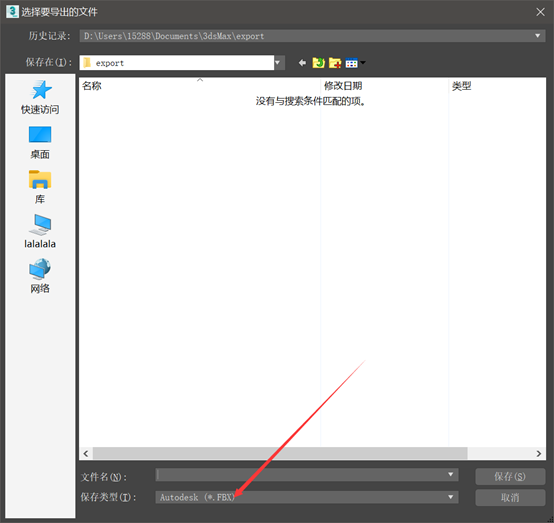 3 选择要导出的文件
历史记录: D:\Users\15288\Documents\3dsMax\export
保存在(I): export
名称 修改日期 类型
没有与搜索条件匹配的项。
快速访问
桌面
库
lalalala
网络
文件名(N): 保存(S)
保存类型(T): Autodesk (*.FBX) 取消